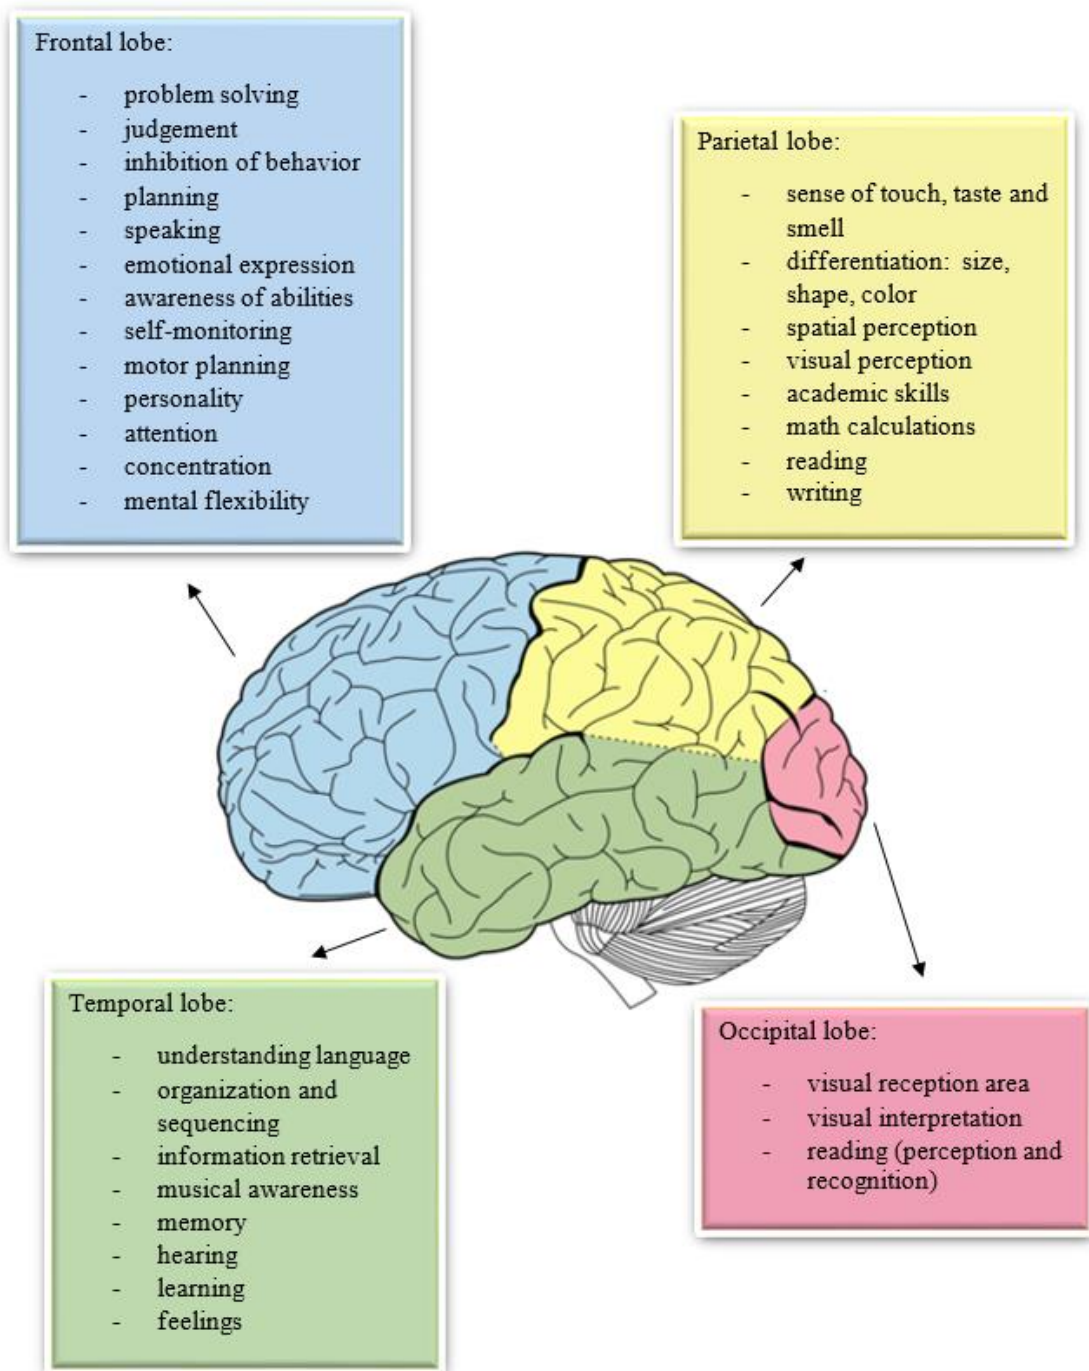 Frontal lobe:
- problem solving
- judgement
- inhibition of behavior
- planning
- speaking
- emotional expression
- awareness of abilities
- self-monitoring
- motor planning
- personality
- attention
- concentration
- mental flexibility
Parietal lobe:
- sense of touch, taste and
smell
- differentiation: size,
shape, color
- spatial perception
- visual perception
- academic skills
- math calculations
- reading
- writing
Temporal lobe:
- understanding language
- organization and
sequencing
- information retrieval
- musical awareness
- memory
- hearing
- learning
- feelings
Occipital lobe:
- visual reception area
- visual interpretation
- reading (perception and
recognition)